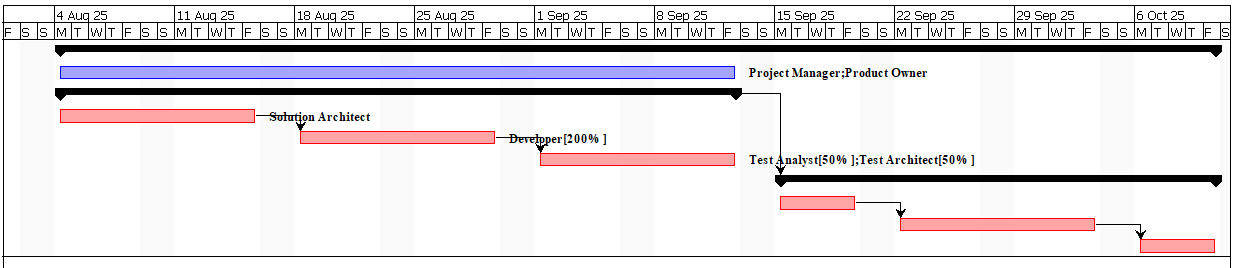 4 Aug 25 11 Aug 25 18 Aug 25 25 Aug 25 1 Sep 25 8 Sep 25 15 Sep 25 22 Sep 25 29 Sep 25 6 Oct 25
F S S M T W T F S S M T W T F S S M T W T F S S M T W T F S S M T W T F S S M T W T F S S M T W T F S S M T W T F S S M T W T F S S M T W T F S
Project Manager;Product Owner
Solution Architect
Developer[200% ]
Test Analyst[50% ];Test Architect[50% ]